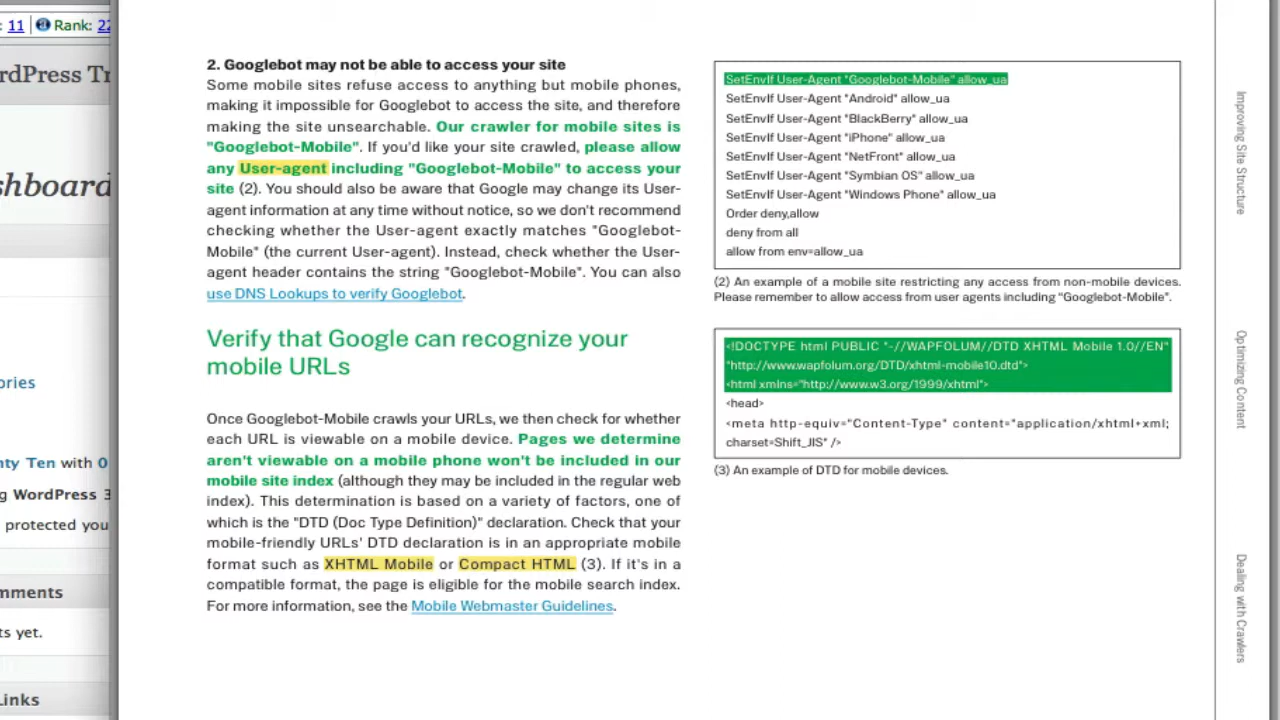 : 11 | Rank: 22
rdPress Tr
shboard
ories
nty Ten with 0
g WordPress 3
protected you
mments
ts yet.
Links
2. Googlebot may not be able to access your site
Some mobile sites refuse access to anything but mobile phones,
making it impossible for Googlebot to access the site, and therefore
making the site unsearchable. Our crawler for mobile sites is
"Googlebot-Mobile". If you'd like your site crawled, please allow
any User-agent including "Googlebot-Mobile" to access your
site (2). You should also be aware that Google may change its User-
agent information at any time without notice, so we don't recommend
checking whether the User-agent exactly matches "Googlebot-
Mobile" (the current User-agent). Instead, check whether the User-
agent header contains the string "Googlebot-Mobile". You can also
use DNS Lookups to verify Googlebot.
Verify that Google can recognize your
mobile URLs
Once Googlebot-Mobile crawls your URLs, we then check for whether
each URL is viewable on a mobile device. Pages we determine
aren't viewable on a mobile phone won't be included in our
mobile site index (although they may be included in the regular web
index). This determination is based on a variety of factors, one of
which is the "DTD (Doc Type Definition)" declaration. Check that your
mobile-friendly URLs' DTD declaration is in an appropriate mobile
format such as XHTML Mobile or Compact HTML (3). If it's in a
compatible format, the page is eligible for the mobile search index.
For more information, see the Mobile Webmaster Guidelines.
SetEnvIf User-Agent "Googlebot-Mobile" allow_ua
SetEnvIf User-Agent "Android" allow_ua
SetEnvIf User-Agent "BlackBerry" allow_ua
SetEnvIf User-Agent "iPhone" allow_ua
SetEnvIf User-Agent "NetFront" allow_ua
SetEnvIf User-Agent "Symbian OS" allow_ua
SetEnvIf User-Agent "Windows Phone" allow_ua
Order deny,allow
deny from all
allow from env=allow_ua
(2) An example of a mobile site restricting any access from non-mobile devices.
Please remember to allow access from user agents including "Googlebot-Mobile".
<!DOCTYPE html PUBLIC "-//WAPFOLUM//DTD XHTML Mobile 1.0//EN"
"http://www.wapfolum.org/DTD/xhtml-mobile10.dtd">
<html xmlns="http://www.w3.org/1999/xhtml">
<head>
<meta http-equiv="Content-Type" content="application/xhtml+xml;
charset=Shift_JIS" />
(3) An example of DTD for mobile devices.
Improving Site Structure
Optimizing Content
Dealing with Crawlers